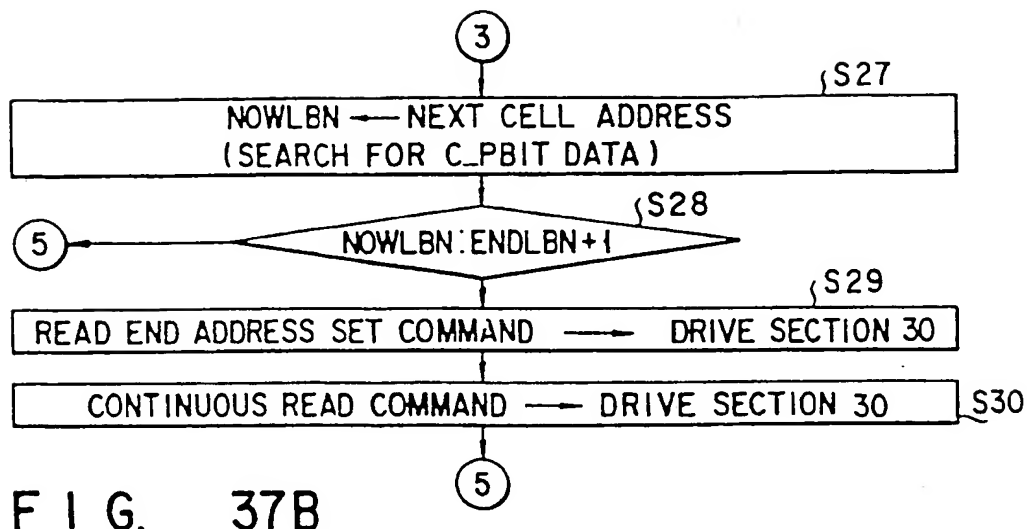 3
S27
NOWLBN ← NEXT CELL ADDRESS
(SEARCH FOR C_PBIT DATA)
S28
5
NOWLBN:ENDLBN+1
S29
READ END ADDRESS SET COMMAND → DRIVE SECTION 30
CONTINUOUS READ COMMAND → DRIVE SECTION 30
S30
5
FIG. 37B